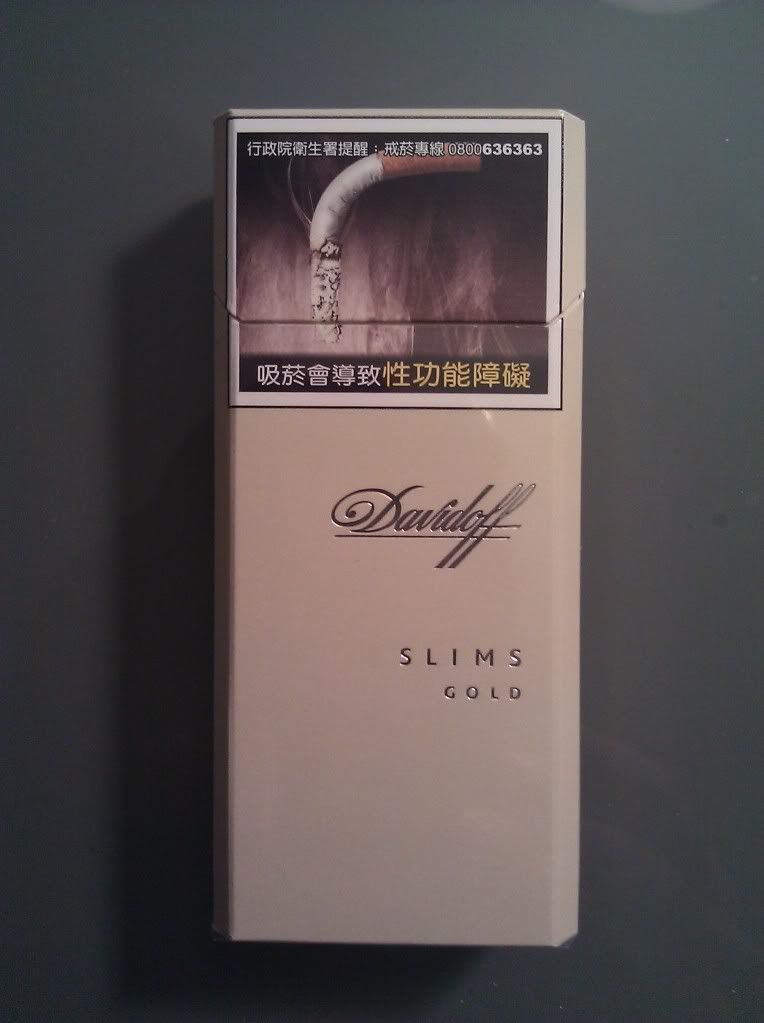 行政院衛生署提醒：戒菸專線 0800636363
吸菸會導致性功能障礙
Davidoff
SLIMS
GOLD